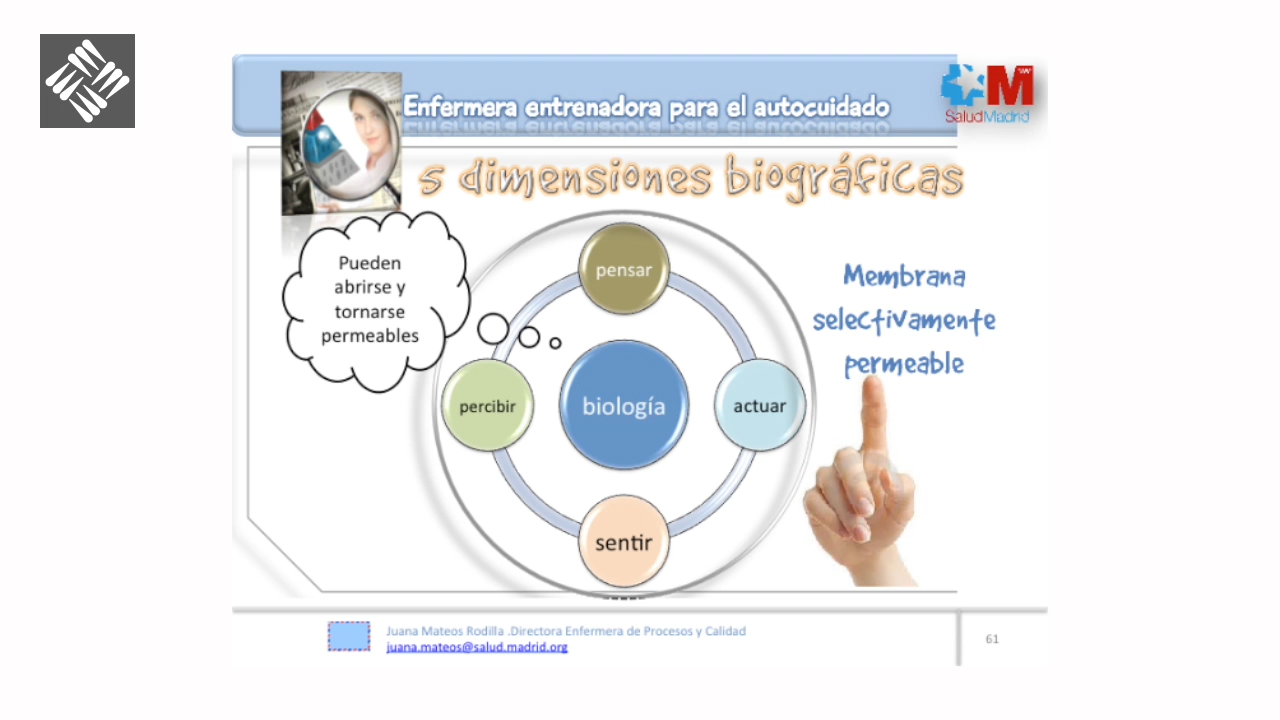 Enfermera entrenadora para el autocuidado
SaludMadrid
5 dimensiones biográficas
Pueden
abrirse y
tornarse
permeables
pensar
percibir
biología
actuar
sentir
Membrana
selectivamente
permeable
Juana Mateos Rodilla .Directora Enfermera de Procesos y Calidad
juana.mateos@salud.madrid.org
61